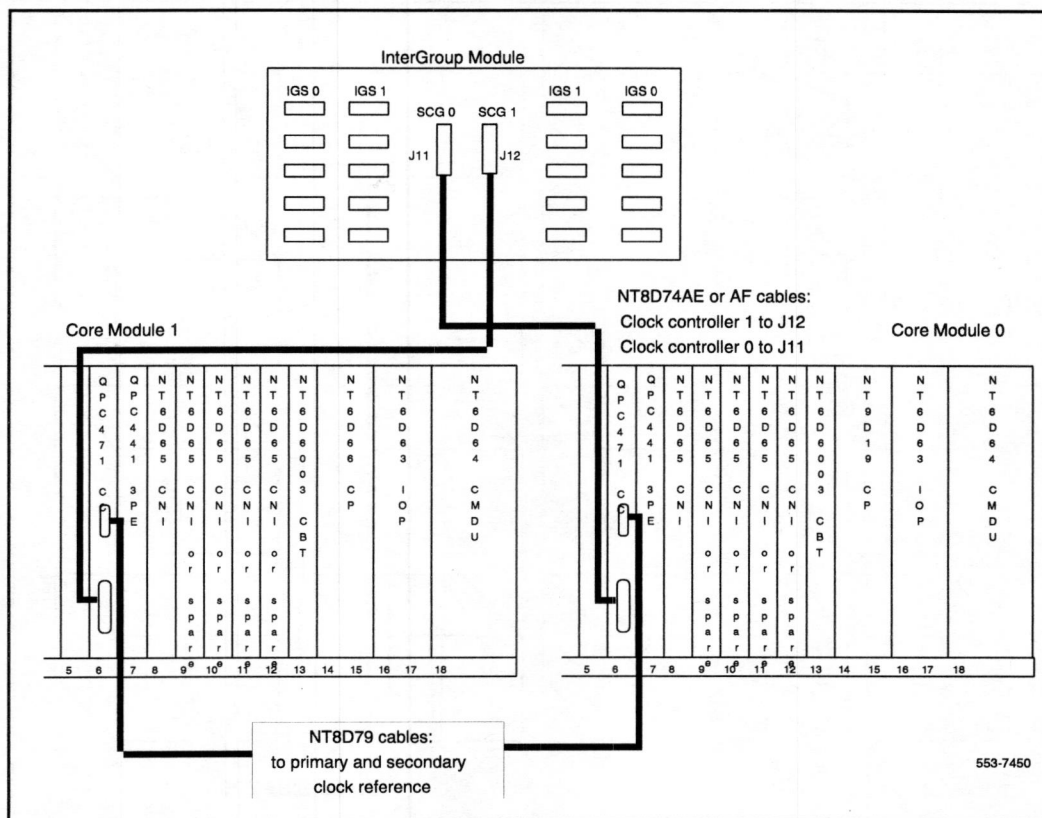 InterGroup Module
IGS 0 IGS 1 IGS 1 IGS 0
SCG 0 SCG 1
J11 J12
NT8D74AE or AF cables:
Clock controller 1 to J12
Clock controller 0 to J11
Core Module 1
QPC471 CC
QPC441 3PE
NT6D65 CNI
NT6D65 CNI or spare
NT6D65 CNI or spare
NT6D65 CNI or spare
NT6D65 CNI or spare
NT6D6003 CBT
NT6D66 CP
NT6D63 IOP
NT6D64 CMDU
5 6 7 8 9 10 11 12 13 14 15 16 17 18
Core Module 0
QPC471 CC
QPC441 3PE
NT6D65 CNI
NT6D65 CNI or spare
NT6D65 CNI or spare
NT6D65 CNI or spare
NT6D65 CNI or spare
NT6D6003 CBT
NT9D19 CP
NT6D63 IOP
NT6D64 CMDU
5 6 7 8 9 10 11 12 13 14 15 16 17 18
NT8D79 cables:
to primary and secondary
clock reference
553-7450